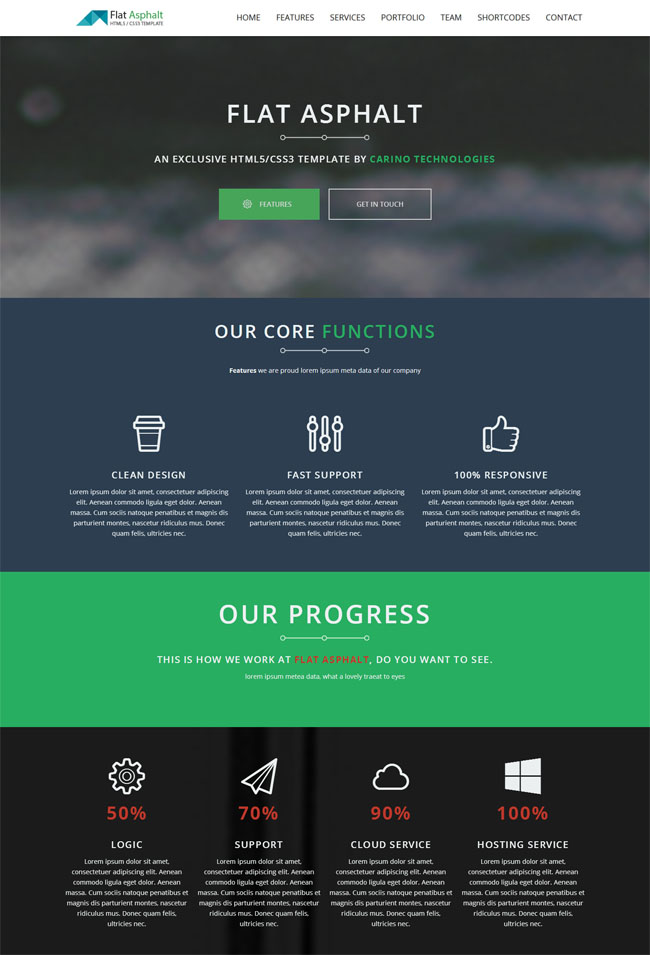 Flat Asphalt
HTML5 / CSS3 TEMPLATE
HOME FEATURES SERVICES PORTFOLIO TEAM SHORTCODES CONTACT
FLAT ASPHALT
AN EXCLUSIVE HTML5/CSS3 TEMPLATE BY CARINO TECHNOLOGIES
FEATURES GET IN TOUCH
OUR CORE FUNCTIONS
Features we are proud lorem ipsum meta data of our company
CLEAN DESIGN
Lorem ipsum dolor sit amet, consectetuer adipiscing
elit. Aenean commodo ligula eget dolor. Aenean
massa. Cum sociis natoque penatibus et magnis dis
parturient montes, nascetur ridiculus mus. Donec
quam felis, ultricies nec.
FAST SUPPORT
Lorem ipsum dolor sit amet, consectetuer adipiscing
elit. Aenean commodo ligula eget dolor. Aenean
massa. Cum sociis natoque penatibus et magnis dis
parturient montes, nascetur ridiculus mus. Donec
quam felis, ultricies nec.
100% RESPONSIVE
Lorem ipsum dolor sit amet, consectetuer adipiscing
elit. Aenean commodo ligula eget dolor. Aenean
massa. Cum sociis natoque penatibus et magnis dis
parturient montes, nascetur ridiculus mus. Donec
quam felis, ultricies nec.
OUR PROGRESS
THIS IS HOW WE WORK AT FLAT ASPHALT, DO YOU WANT TO SEE.
lorem ipsum metea data, what a lovely traeat to eyes
50%
LOGIC
Lorem ipsum dolor sit amet,
consectetuer adipiscing elit. Aenean
commodo ligula eget dolor. Aenean
massa. Cum sociis natoque penatibus et
magnis dis parturient montes, nascetur
ridiculus mus. Donec quam felis,
ultricies nec.
70%
SUPPORT
Lorem ipsum dolor sit amet,
consectetuer adipiscing elit. Aenean
commodo ligula eget dolor. Aenean
massa. Cum sociis natoque penatibus et
magnis dis parturient montes, nascetur
ridiculus mus. Donec quam felis,
ultricies nec.
90%
CLOUD SERVICE
Lorem ipsum dolor sit amet,
consectetuer adipiscing elit. Aenean
commodo ligula eget dolor. Aenean
massa. Cum sociis natoque penatibus et
magnis dis parturient montes, nascetur
ridiculus mus. Donec quam felis,
ultricies nec.
100%
HOSTING SERVICE
Lorem ipsum dolor sit amet,
consectetuer adipiscing elit. Aenean
commodo ligula eget dolor. Aenean
massa. Cum sociis natoque penatibus et
magnis dis parturient montes, nascetur
ridiculus mus. Donec quam felis,
ultricies nec.